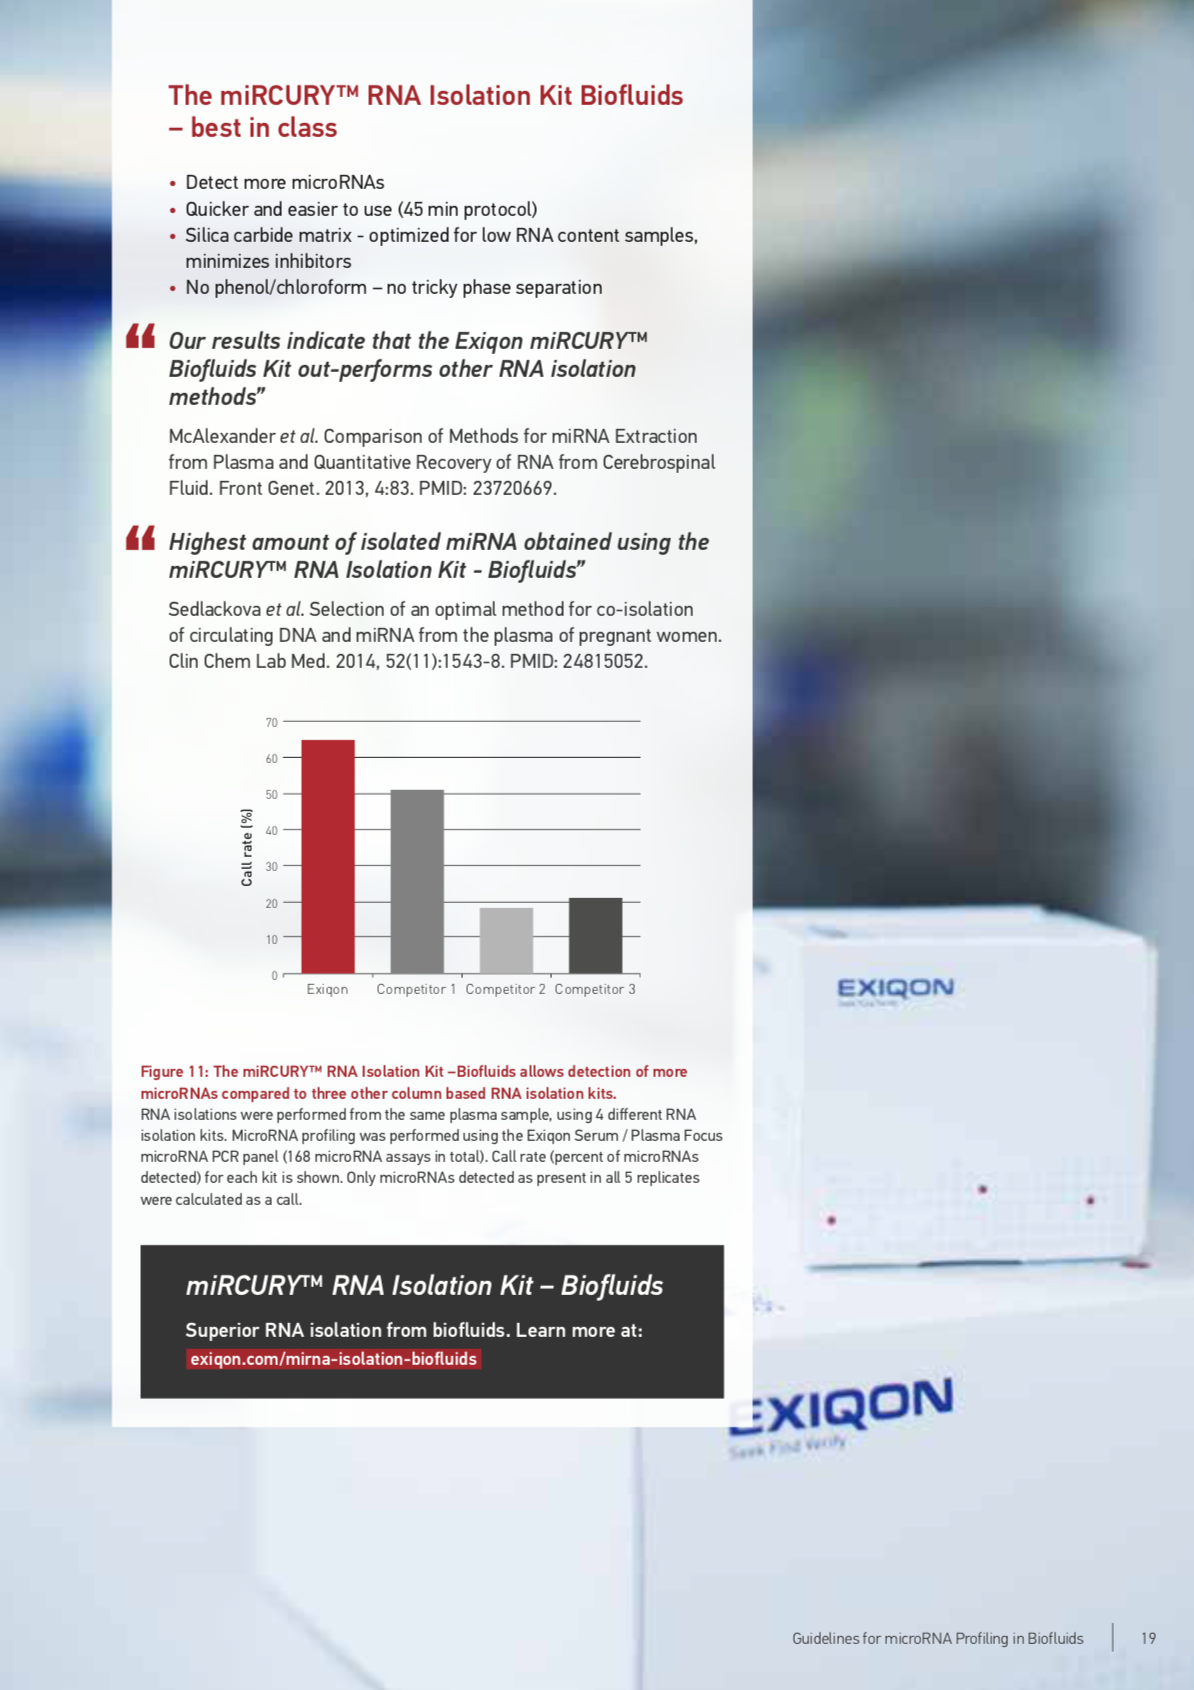 The miRCURY™ RNA Isolation Kit Biofluids
– best in class
• Detect more microRNAs
• Quicker and easier to use (45 min protocol)
• Silica carbide matrix - optimized for low RNA content samples,
minimizes inhibitors
• No phenol/chloroform – no tricky phase separation
“ Our results indicate that the Exiqon miRCURY™
Biofluids Kit out-performs other RNA isolation
methods”
McAlexander et al. Comparison of Methods for miRNA Extraction
from Plasma and Quantitative Recovery of RNA from Cerebrospinal
Fluid. Front Genet. 2013, 4:83. PMID: 23720669.
“ Highest amount of isolated miRNA obtained using the
miRCURY™ RNA Isolation Kit - Biofluids”
Sedlackova et al. Selection of an optimal method for co-isolation
of circulating DNA and miRNA from the plasma of pregnant women.
Clin Chem Lab Med. 2014, 52(11):1543-8. PMID: 24815052.
70
60
50
40
30
20
10
0
Call rate (%)
Exiqon Competitor 1 Competitor 2 Competitor 3
Figure 11: The miRCURY™ RNA Isolation Kit –Biofluids allows detection of more
microRNAs compared to three other column based RNA isolation kits.
RNA isolations were performed from the same plasma sample, using 4 different RNA
isolation kits. MicroRNA profiling was performed using the Exiqon Serum / Plasma Focus
microRNA PCR panel (168 microRNA assays in total). Call rate (percent of microRNAs
detected) for each kit is shown. Only microRNAs detected as present in all 5 replicates
were calculated as a call.
miRCURY™ RNA Isolation Kit – Biofluids
Superior RNA isolation from biofluids. Learn more at:
exiqon.com/mirna-isolation-biofluids
EXIQON
EXIQON
Seek Find Verify
Guidelines for microRNA Profiling in Biofluids
19